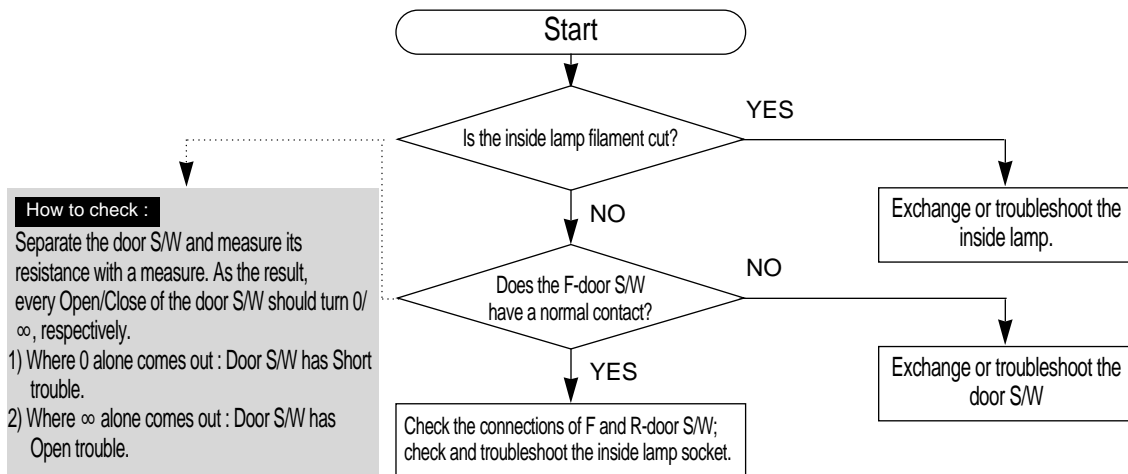 Start
Is the inside lamp filament cut?
YES
Exchange or troubleshoot the
inside lamp.
NO
Does the F-door S/W
have a normal contact?
NO
Exchange or troubleshoot the
door S/W
YES
Check the connections of F and R-door S/W;
check and troubleshoot the inside lamp socket.
How to check :
Separate the door S/W and measure its
resistance with a measure. As the result,
every Open/Close of the door S/W should turn 0/
∞, respectively.
1) Where 0 alone comes out : Door S/W has Short
trouble.
2) Where ∞ alone comes out : Door S/W has
Open trouble.